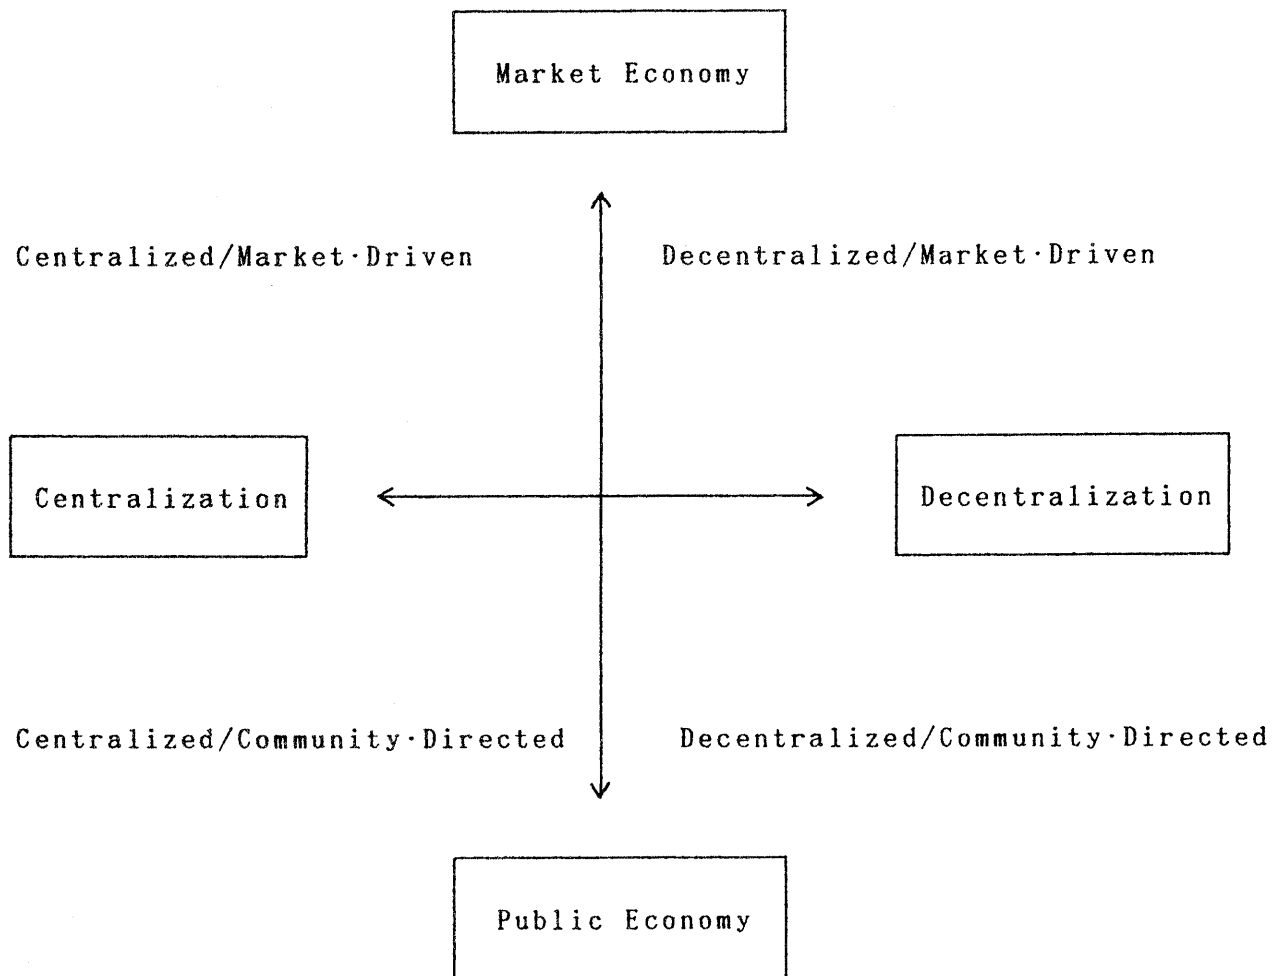 Market Economy
Centralized/Market·Driven
Decentralized/Market·Driven
Centralization
Decentralization
Centralized/Community·Directed
Decentralized/Community·Directed
Public Economy